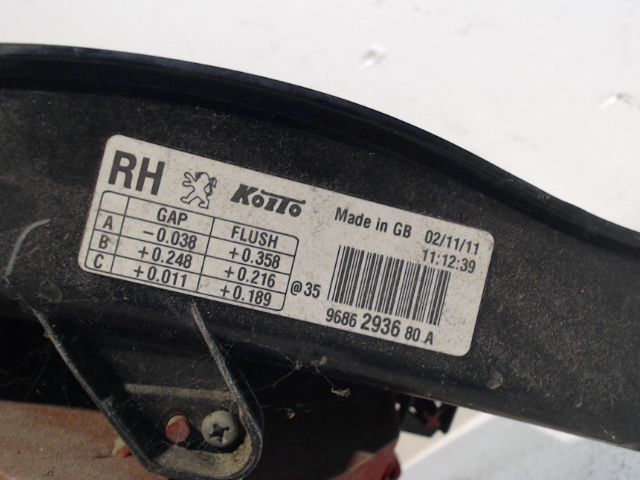 RH KOITO Made in GB 02/11/11
11:12:39
GAP FLUSH
A -0.038 +0.358
B +0.248 +0.216
C +0.011 +0.189
@35
9686 2936 80 A